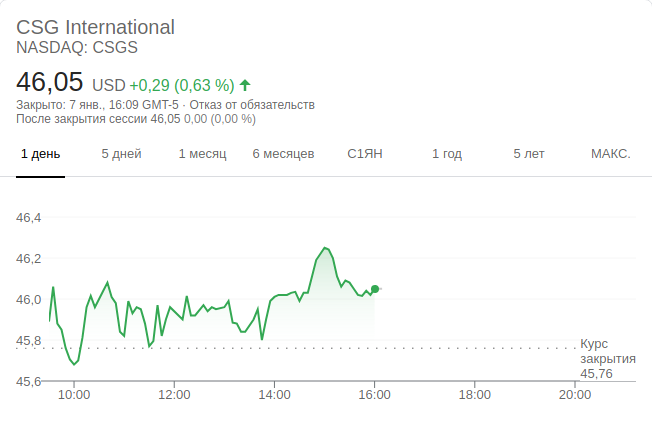 CSG International
NASDAQ: CSGS
46,05 USD +0,29 (0,63 %)
Закрыто: 7 янв., 16:09 GMT-5 · Отказ от обязательств
После закрытия сессии 46,05 0,00 (0,00 %)
1 день 5 дней 1 месяц 6 месяцев С1ЯН 1 год 5 лет МАКС.
46,4
46,2
46,0
45,8
Курс
закрытия
45,76
45,6
10:00 12:00 14:00 16:00 18:00 20:00